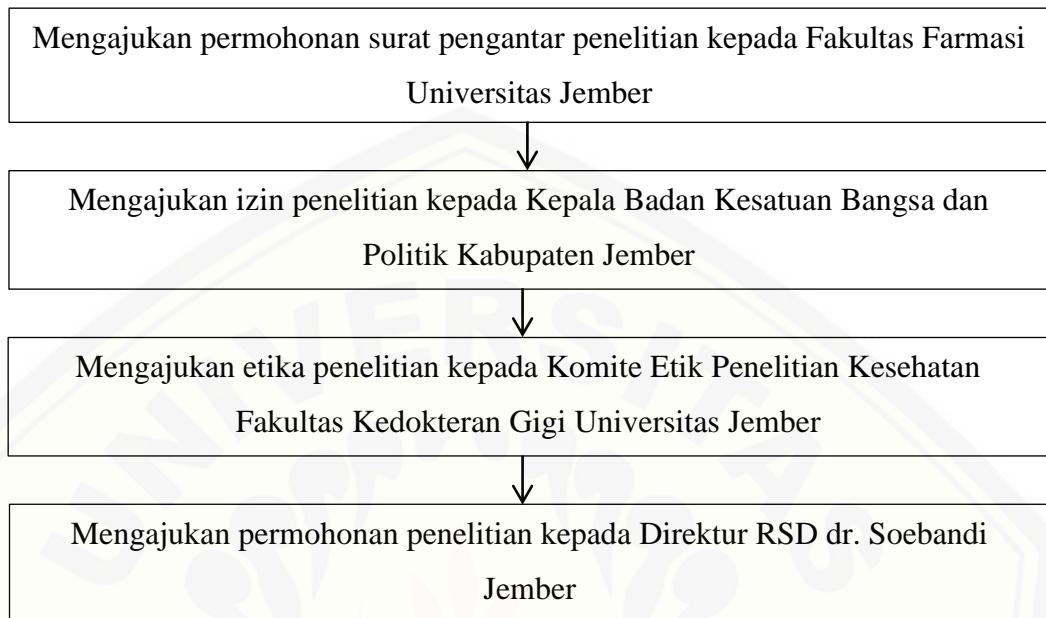 Mengajukan permohonan surat pengantar penelitian kepada Fakultas Farmasi
Universitas Jember
Mengajukan izin penelitian kepada Kepala Badan Kesatuan Bangsa dan
Politik Kabupaten Jember
Mengajukan etika penelitian kepada Komite Etik Penelitian Kesehatan
Fakultas Kedokteran Gigi Universitas Jember
Mengajukan permohonan penelitian kepada Direktur RSD dr. Soebandi
Jember
UNIVERSITAS